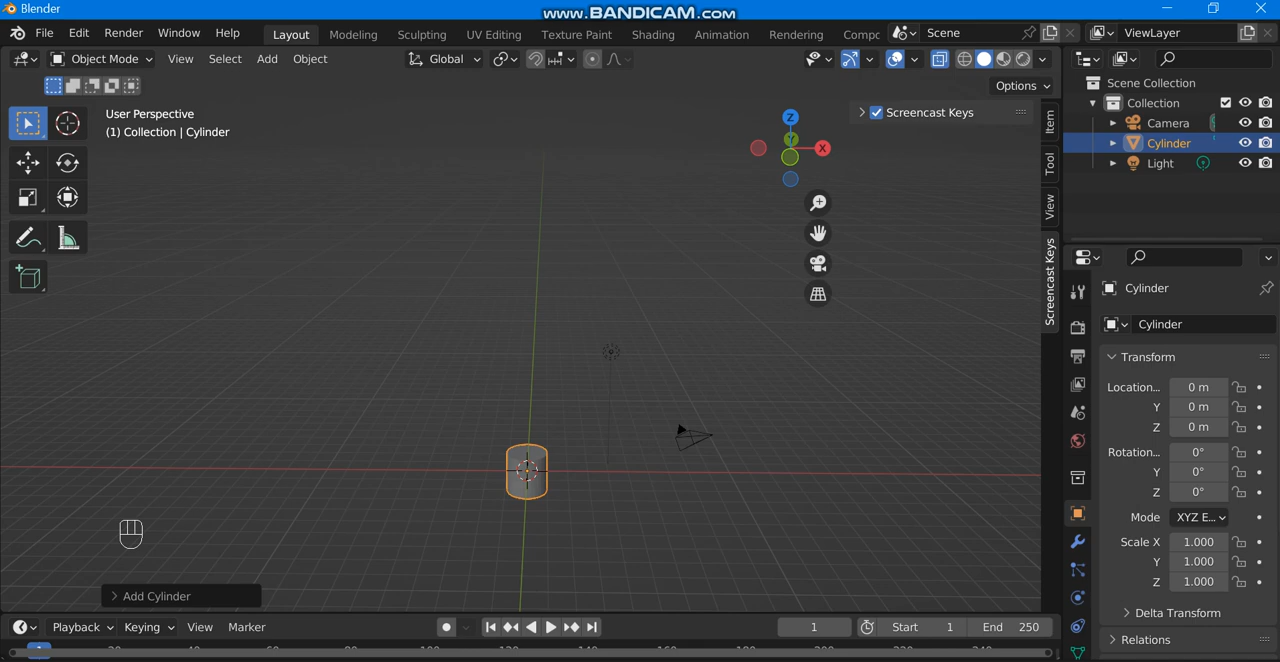 Blender
www.BANDICAM.com
File Edit Render Window Help Layout Modeling Sculpting UV Editing Texture Paint Shading Animation Rendering Compc Scene ViewLayer
Object Mode View Select Add Object Global
Options
User Perspective
(1) Collection | Cylinder
Screencast Keys
Z
Y
X
Item
Tool
View
Screencast Keys
Scene Collection
Collection
Camera
Cylinder
Light
Cylinder
Cylinder
Transform
Location... 0 m
Y 0 m
Z 0 m
Rotation... 0°
Y 0°
Z 0°
Mode XYZ E...
Scale X 1.000
Y 1.000
Z 1.000
Delta Transform
Relations
Add Cylinder
Playback Keying View Marker 1 Start 1 End 250